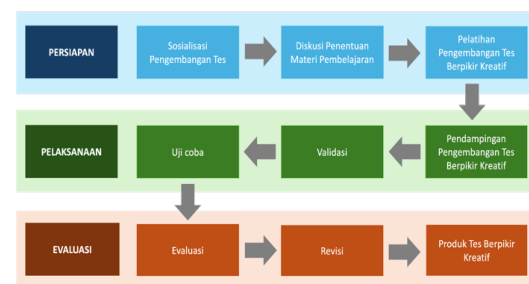 PERSIAPAN
Sosialisasi
Pengembangan Tes
Diskusi Penentuan
Materi Pembelajaran
Pelatihan
Pengembangan Tes
Berpikir Kreatif
PELAKSANAAN
Uji coba
Validasi
Pendampingan
Pengembangan Tes
Berpikir Kreatif
EVALUASI
Evaluasi
Revisi
Produk Tes Berpikir
Kreatif